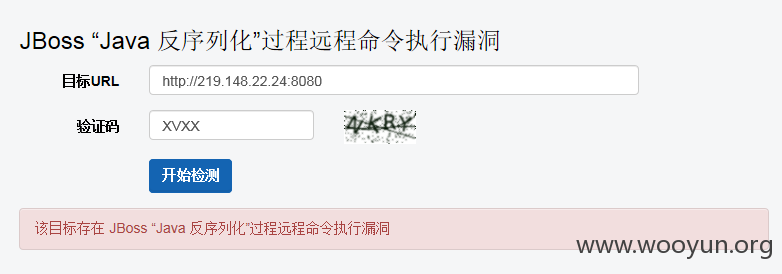 JBoss “Java 反序列化”过程远程命令执行漏洞
目标URL http://219.148.22.24:8080
验证码 XVXX
开始检测
该目标存在 JBoss “Java 反序列化”过程远程命令执行漏洞
www.wooyun.org